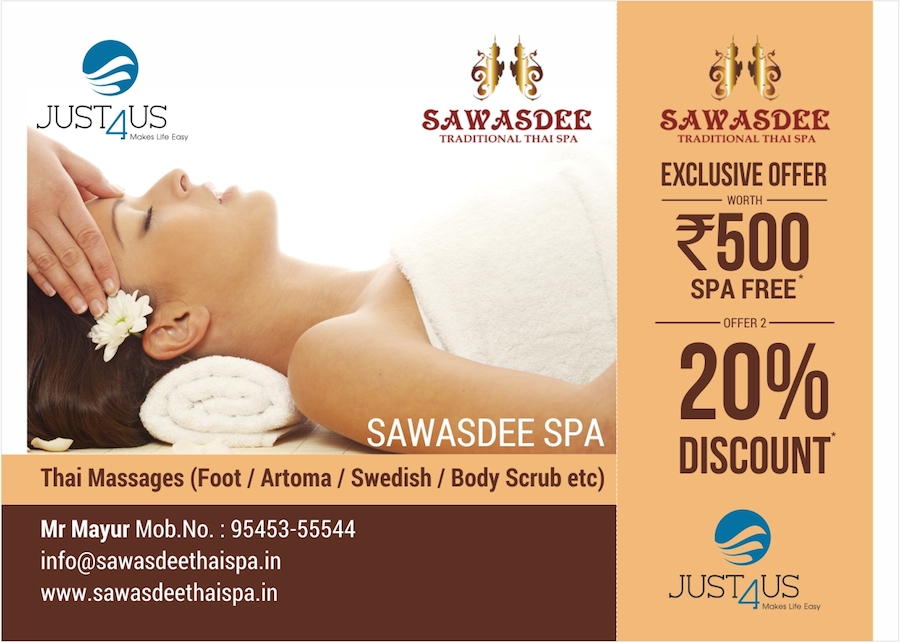 JUST4US
Makes Life Easy
SAWASDEE
TRADITIONAL THAI SPA
SAWASDEE SPA
Thai Massages (Foot / Artoma / Swedish / Body Scrub etc)
Mr Mayur Mob.No. : 95453-55544
info@sawasdeethaispa.in
www.sawasdeethaispa.in
SAWASDEE
TRADITIONAL THAI SPA
EXCLUSIVE OFFER
WORTH
₹500
SPA FREE*
OFFER 2
20%
DISCOUNT*
JUST4US
Makes Life Easy